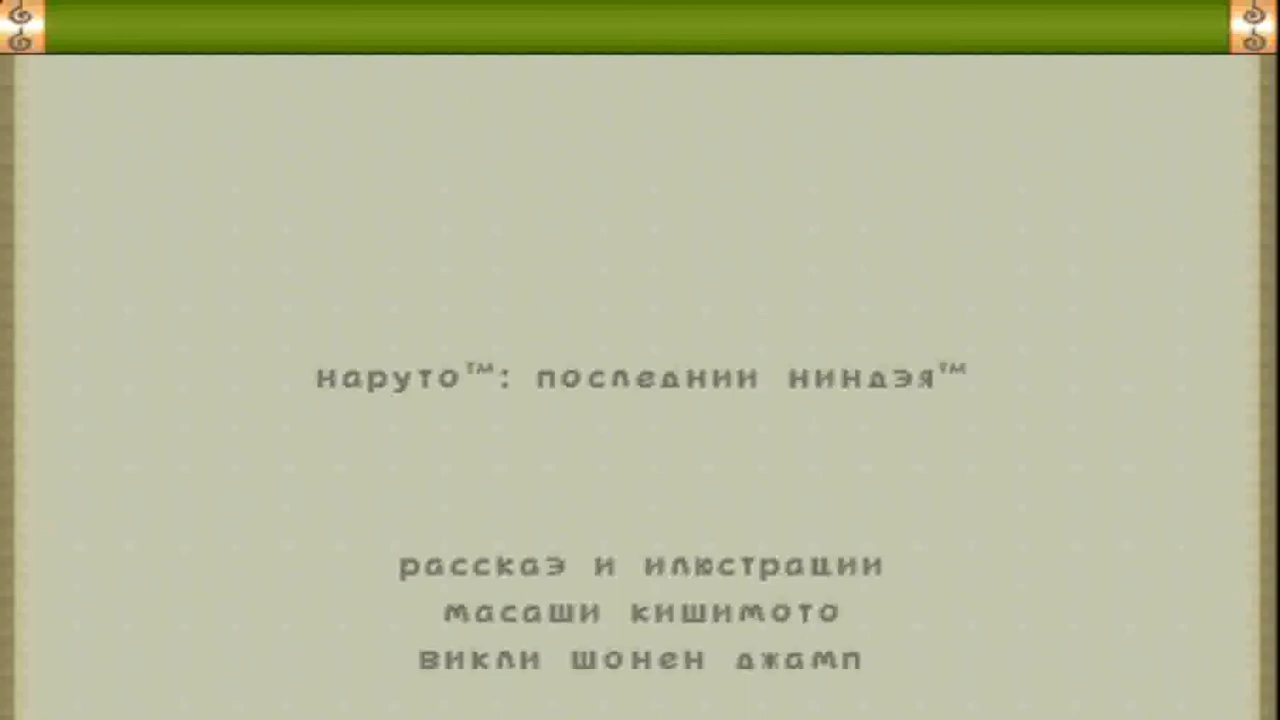 наруто™: последнии ниндэя™
рассказ и илюстрации
масаши кишимото
викли шонен джамп